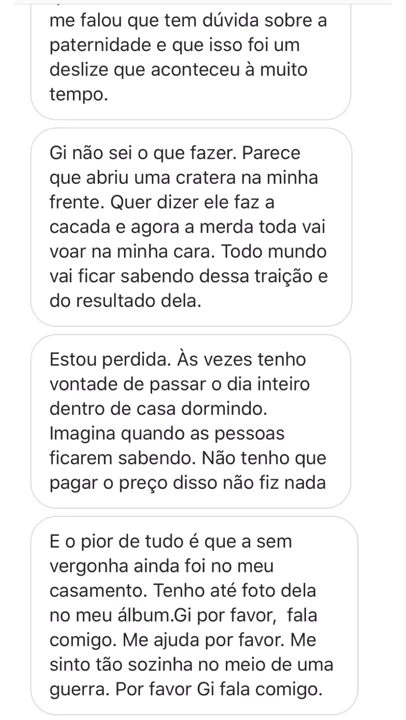 me falou que tem dúvida sobre a
paternidade e que isso foi um
deslize que aconteceu à muito
tempo.
Gi não sei o que fazer. Parece
que abriu uma cratera na minha
frente. Quer dizer ele faz a
cacada e agora a merda toda vai
voar na minha cara. Todo mundo
vai ficar sabendo dessa traição e
do resultado dela.
Estou perdida. Às vezes tenho
vontade de passar o dia inteiro
dentro de casa dormindo.
Imagina quando as pessoas
ficarem sabendo. Não tenho que
pagar o preço disso não fiz nada
E o pior de tudo é que a sem
vergonha ainda foi no meu
casamento. Tenho até foto dela
no meu álbum.Gi por favor,  fala
comigo. Me ajuda por favor. Me
sinto tão sozinha no meio de uma
guerra. Por favor Gi fala comigo.